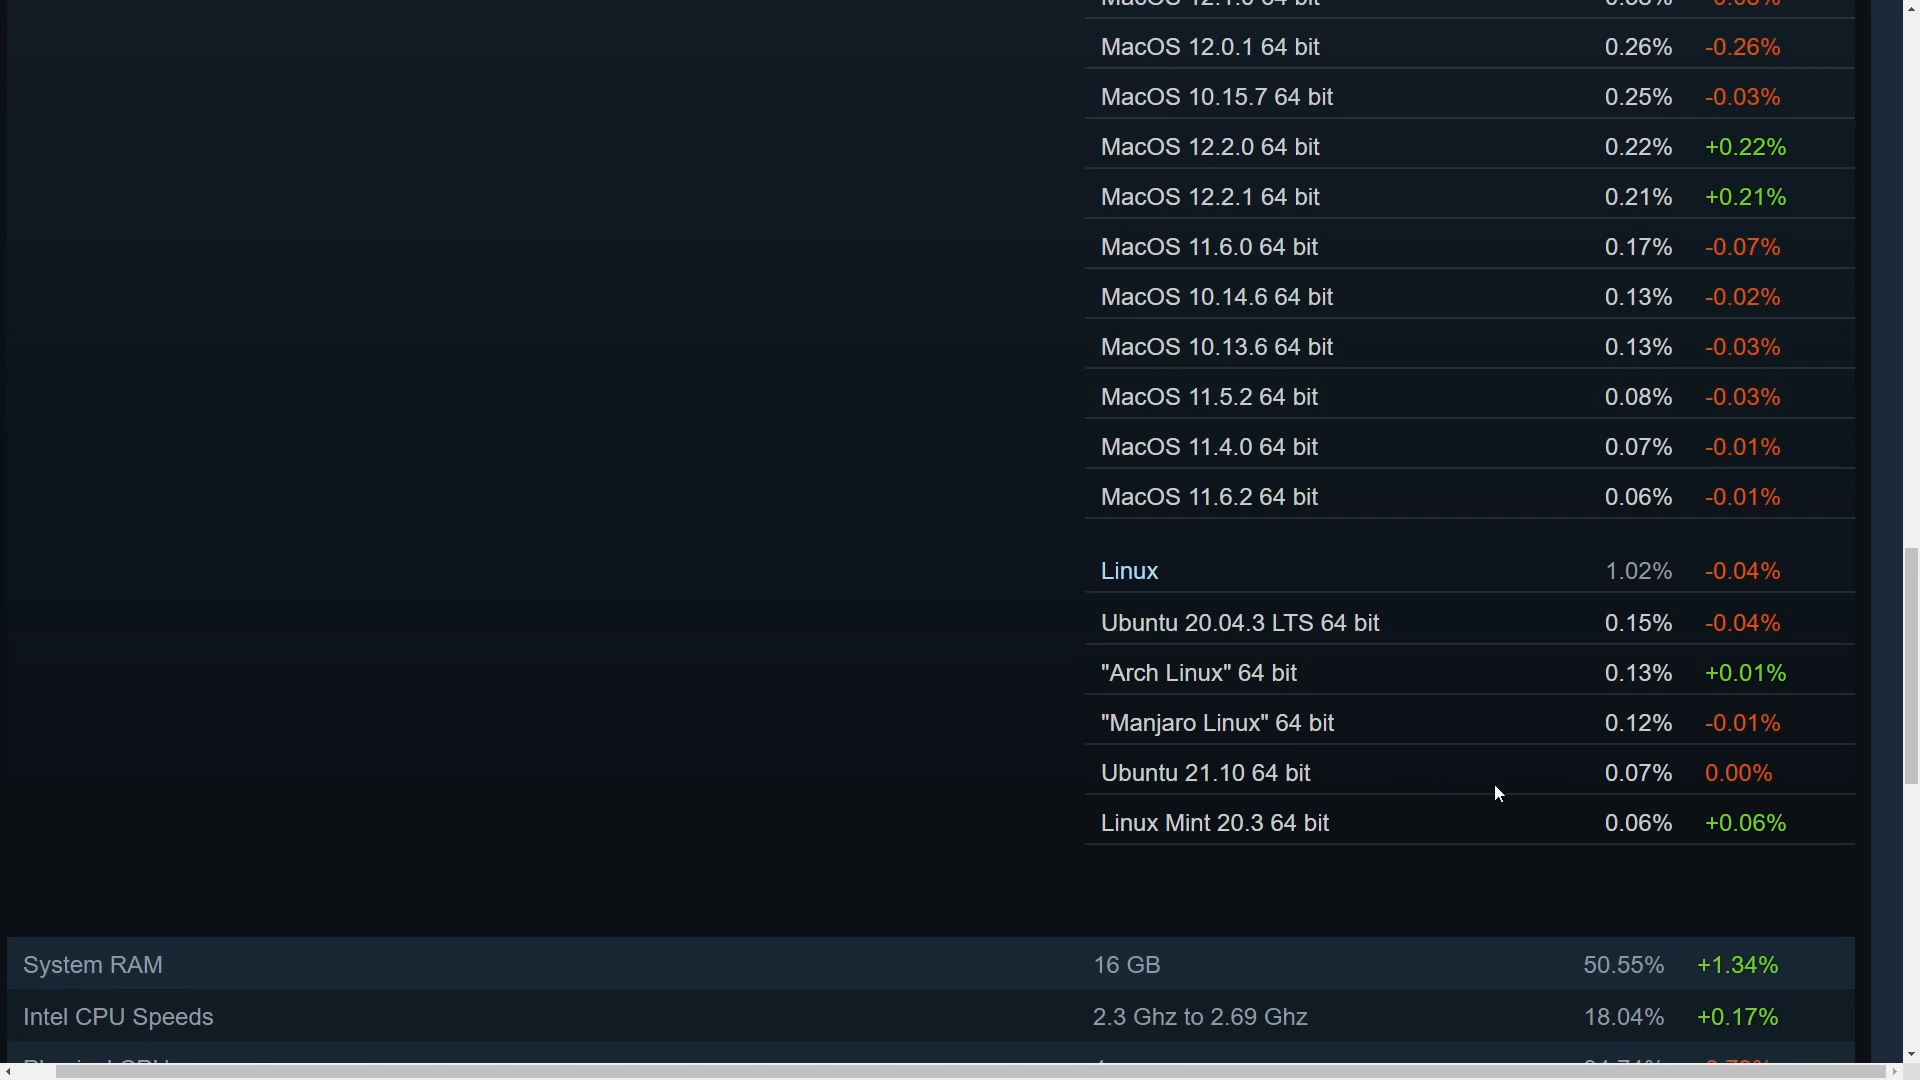 MacOS 12.0.1 64 bit 0.26% -0.26%
MacOS 10.15.7 64 bit 0.25% -0.03%
MacOS 12.2.0 64 bit 0.22% +0.22%
MacOS 12.2.1 64 bit 0.21% +0.21%
MacOS 11.6.0 64 bit 0.17% -0.07%
MacOS 10.14.6 64 bit 0.13% -0.02%
MacOS 10.13.6 64 bit 0.13% -0.03%
MacOS 11.5.2 64 bit 0.08% -0.03%
MacOS 11.4.0 64 bit 0.07% -0.01%
MacOS 11.6.2 64 bit 0.06% -0.01%
Linux 1.02% -0.04%
Ubuntu 20.04.3 LTS 64 bit 0.15% -0.04%
"Arch Linux" 64 bit 0.13% +0.01%
"Manjaro Linux" 64 bit 0.12% -0.01%
Ubuntu 21.10 64 bit 0.07% 0.00%
Linux Mint 20.3 64 bit 0.06% +0.06%
System RAM 16 GB 50.55% +1.34%
Intel CPU Speeds 2.3 Ghz to 2.69 Ghz 18.04% +0.17%